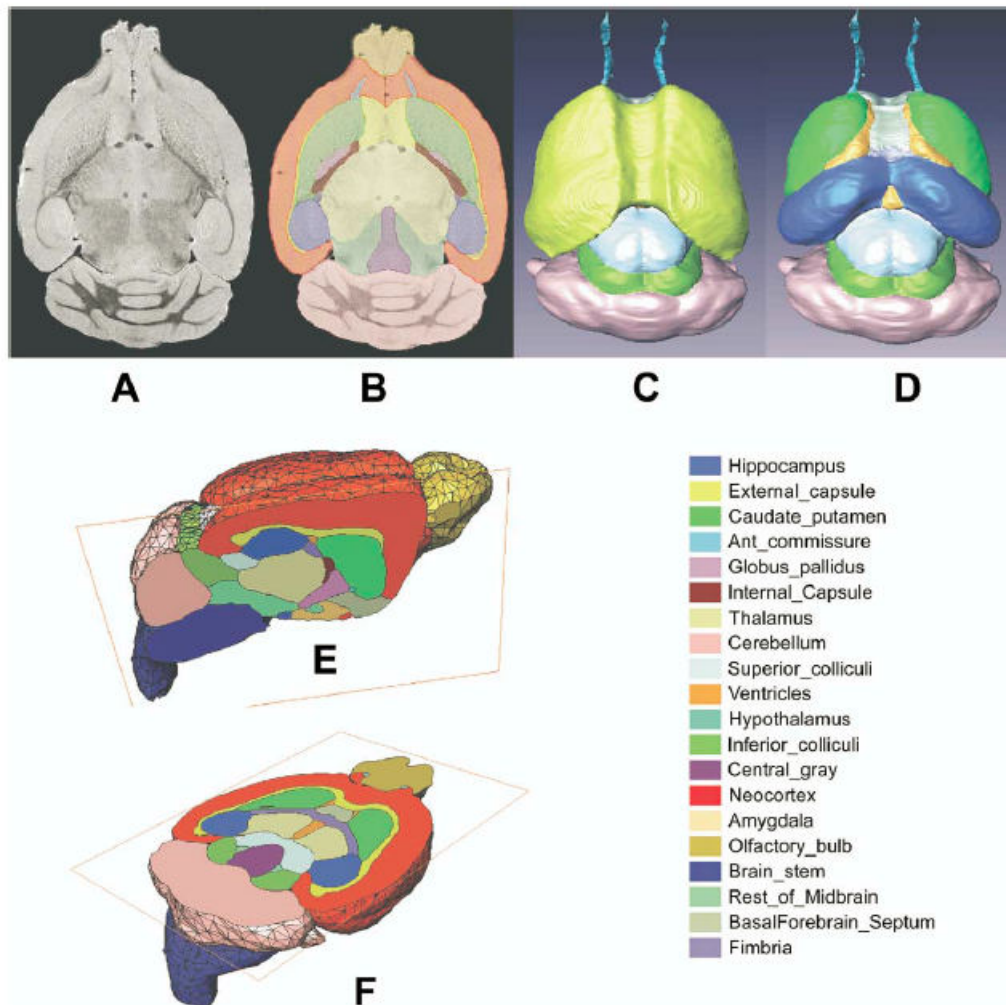 A B C D
E
F
Hippocampus
External_capsule
Caudate_putamen
Ant_commissure
Globus_pallidus
Internal_Capsule
Thalamus
Cerebellum
Superior_colliculi
Ventricles
Hypothalamus
Inferior_colliculi
Central_gray
Neocortex
Amygdala
Olfactory_bulb
Brain_stem
Rest_of_Midbrain
BasalForebrain_Septum
Fimbria